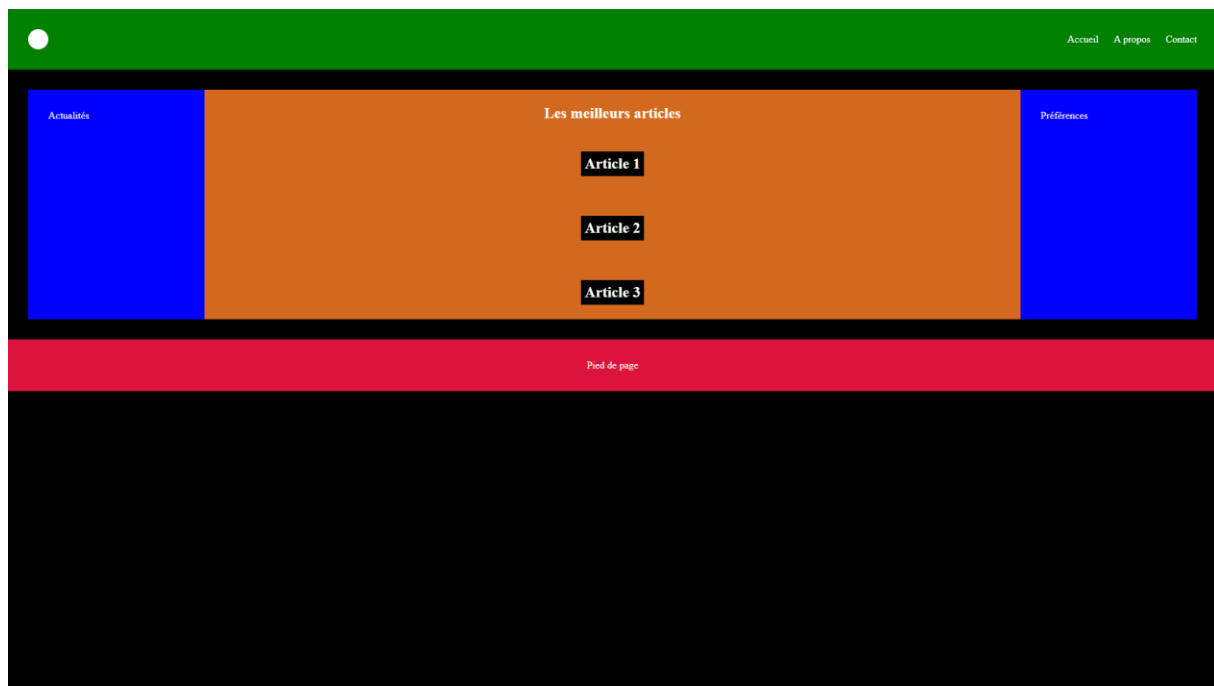 Accueil A propos Contact
Actualités
Les meilleurs articles
Préférences
Article 1
Article 2
Article 3
Pied de page